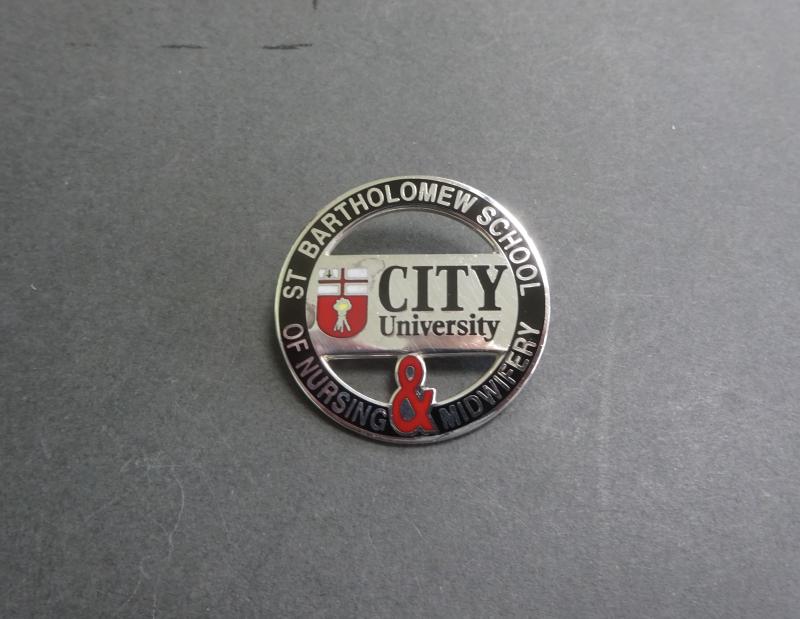 ST BARTHOLOMEW SCHOOL
OF NURSING & MIDWIFERY
CITY
University